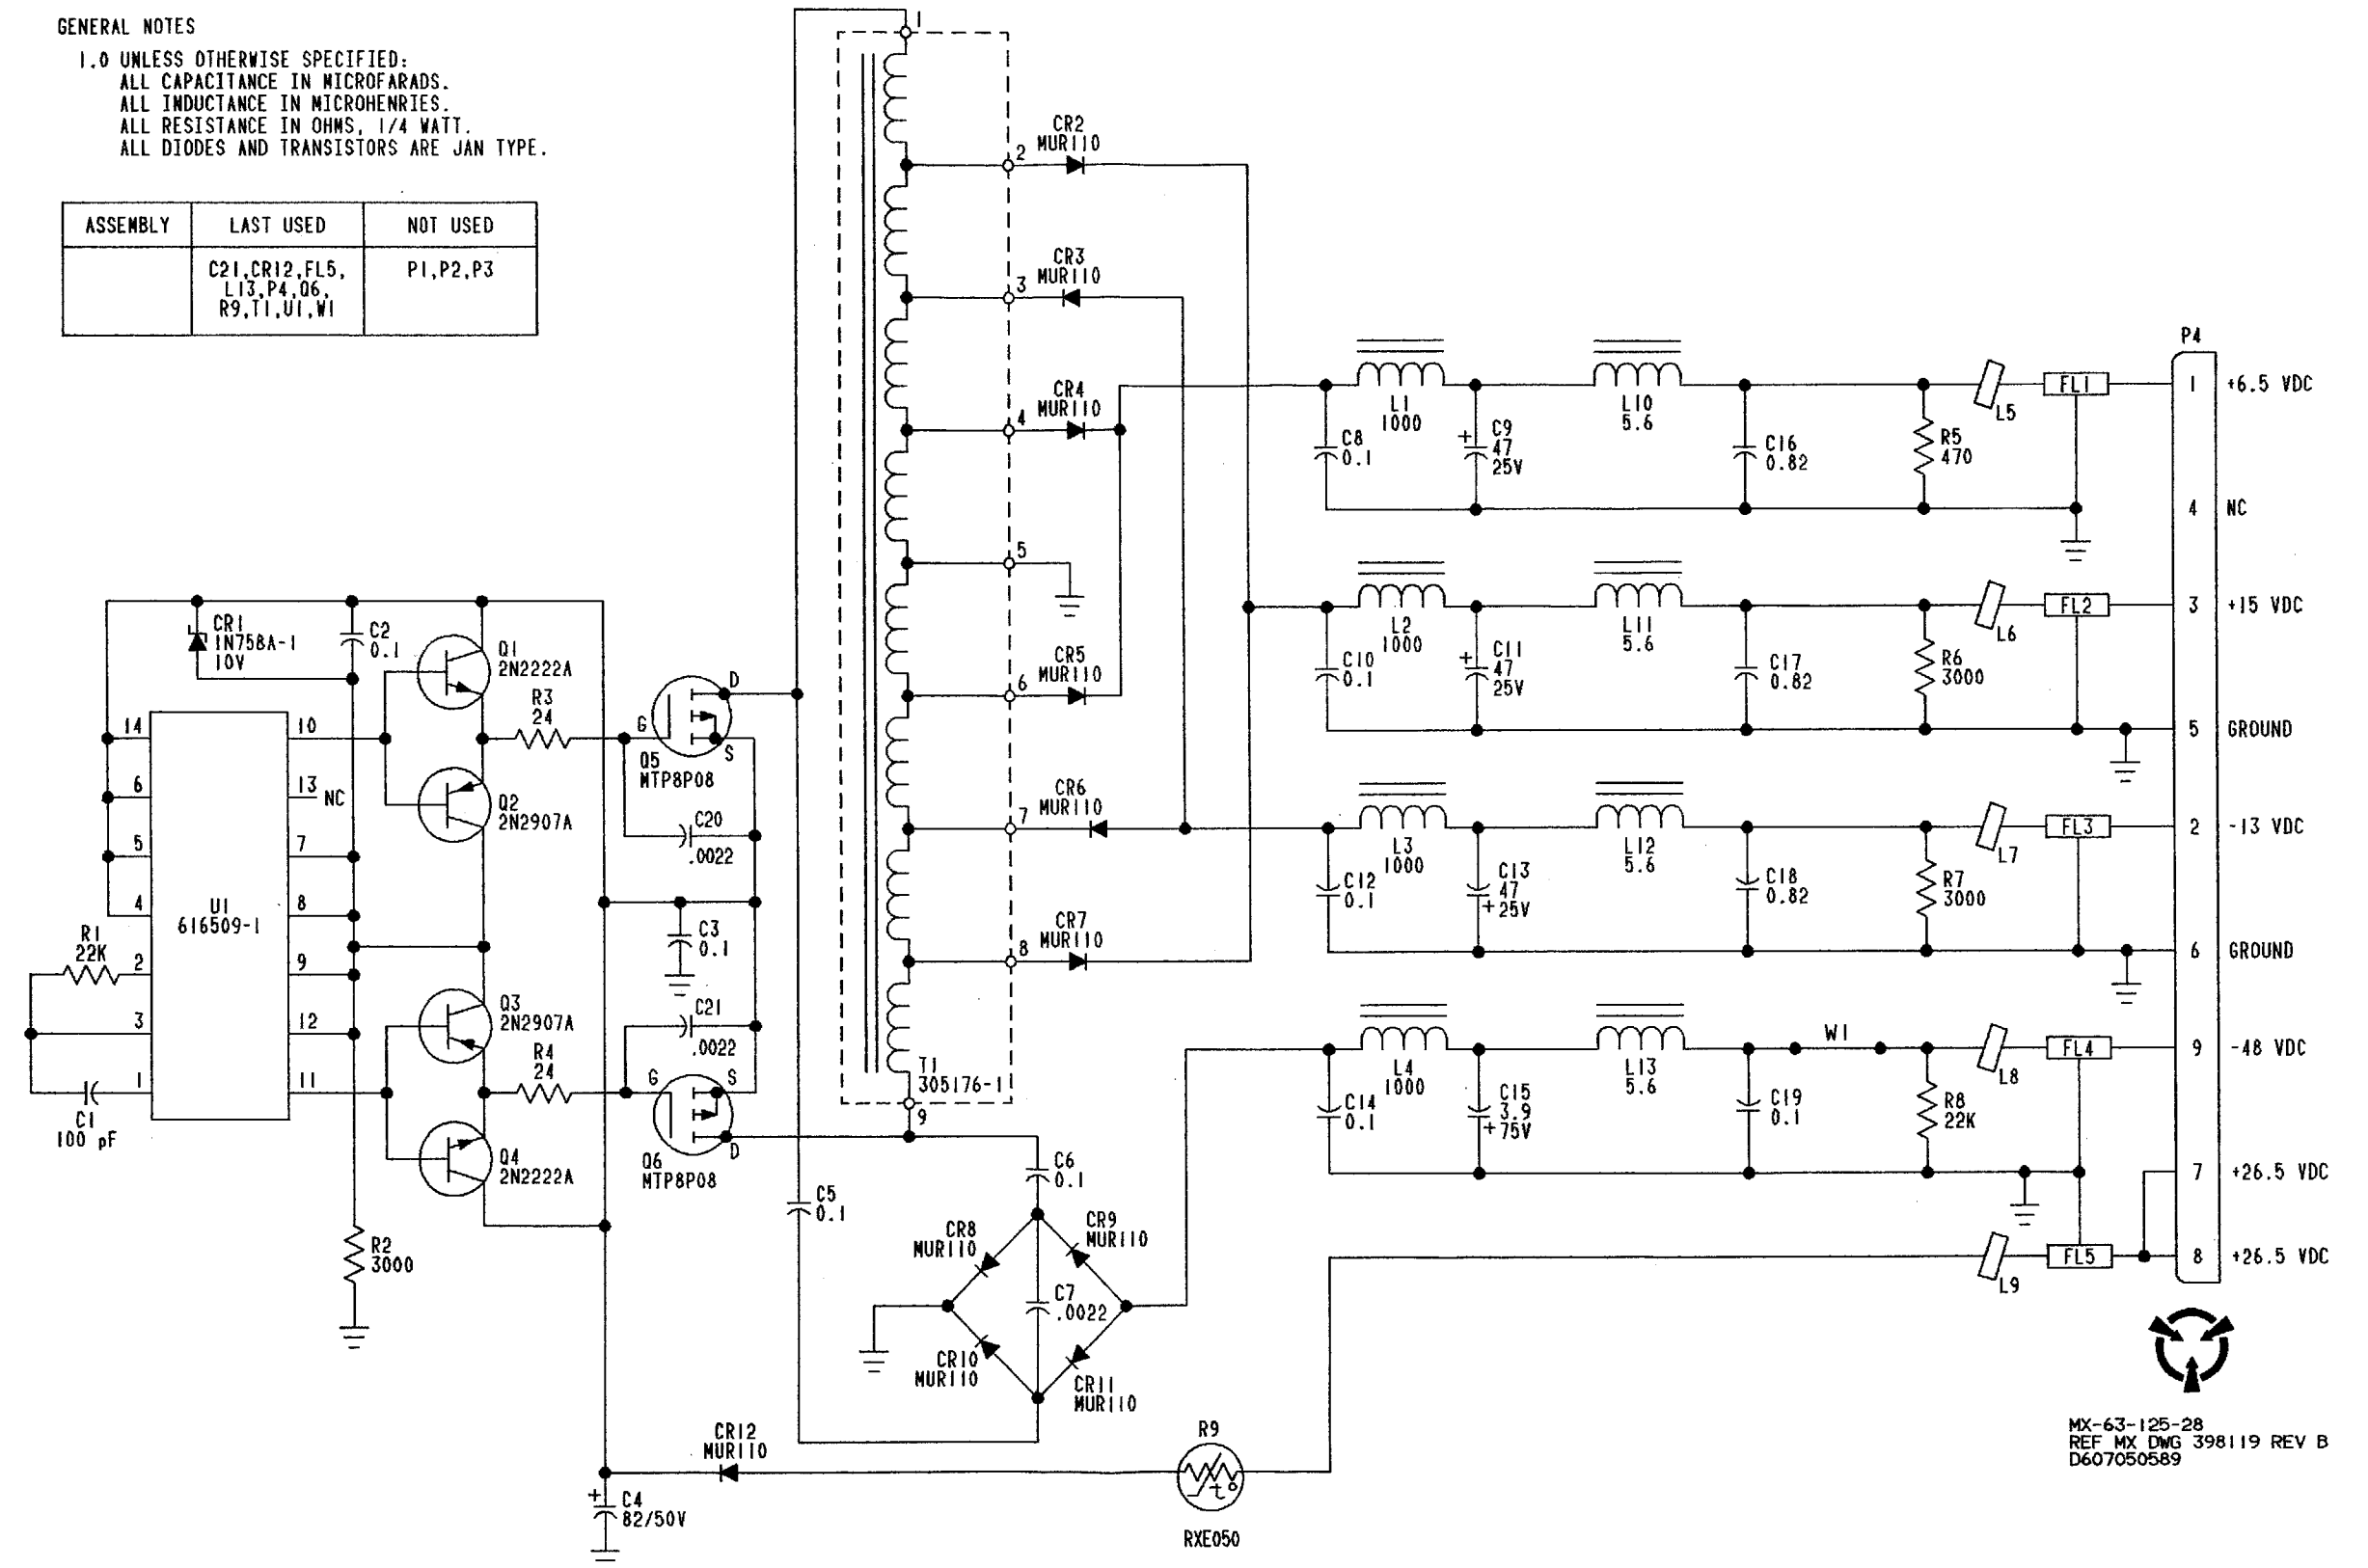 GENERAL NOTES
1.0 UNLESS OTHERWISE SPECIFIED:
ALL CAPACITANCE IN MICROFARADS.
ALL INDUCTANCE IN MICROHENRIES.
ALL RESISTANCE IN OHMS, 1/4 WATT.
ALL DIODES AND TRANSISTORS ARE JAN TYPE.
ASSEMBLY
LAST USED
NOT USED
C21,CR12,FL5,
L13,P4,Q6,
R9,T1,U1,W1
P1,P2,P3
CR1
1N758A-1
10V
C2
0.1
Q1
2N2222A
R3
24
14
6
5
4
2
3
1
10
13 NC
7
8
9
12
11
U1
616509-1
R1
22K
C1
100 pF
Q2
2N2907A
Q3
2N2907A
R4
24
Q4
2N2222A
R2
3000
G
D
S
Q5
MTP8P08
C20
.0022
C3
0.1
C21
.0022
G
S
D
Q6
MTP8P08
C5
0.1
1
2
3
4
5
6
7
8
9
T1
305176-1
CR2
MUR110
CR3
MUR110
CR4
MUR110
CR5
MUR110
CR6
MUR110
CR7
MUR110
C6
0.1
CR8
MUR110
CR9
MUR110
C7
.0022
CR10
MUR110
CR11
MUR110
CR12
MUR110
+
C4
82/50V
R9
t°
RXE050
L1
1000
L10
5.6
C8
0.1
+
C9
47
25V
C16
0.82
R5
470
L5
FL1
L2
1000
L11
5.6
C10
0.1
+
C11
47
25V
C17
0.82
R6
3000
L6
FL2
L3
1000
L12
5.6
C12
0.1
C13
47
+25V
C18
0.82
R7
3000
L7
FL3
L4
1000
L13
5.6
W1
C14
0.1
C15
3.9
+75V
C19
0.1
R8
22K
L8
FL4
L9
FL5
P4
1 +6.5 VDC
4 NC
3 +15 VDC
5 GROUND
2 -13 VDC
6 GROUND
9 -48 VDC
7 +26.5 VDC
8 +26.5 VDC
MX-63-125-28
REF MX DWG 398119 REV B
D607050589